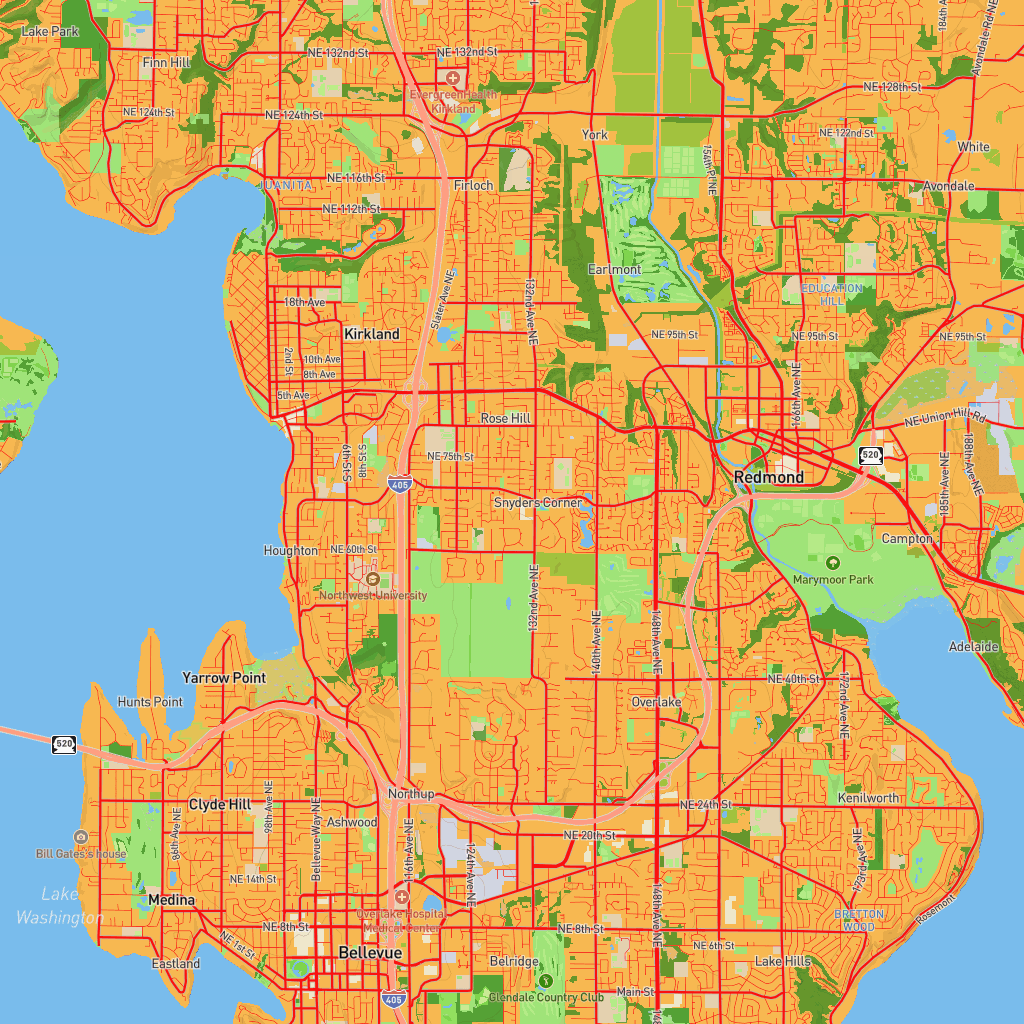 Lake Park
184th A
Avondale Rd NE
NE 132nd St
NE 132nd St
Finn Hill
EvergreenHealth
Kirkland
NE 128th St
NE 124th St
NE 124th St
York
NE 122nd St
White
154th Pl NE
UANITA
NE 116th St
Firloch
Avondale
NE 112th St
Earlmont
EDUCATION
HILL
18th Ave
Slater Ave NE
132nd Ave NE
Kirkland
NE 95th St
NE 95th St
NE 95th St
2nd St
10th Ave
8th Ave
5th Ave
166th Ave NE
Rose Hill
NE Union Hill Rd
6th St S
8th St S
NE 75th St
520
188th Ave NE
185th Ave NE
405
Redmond
Snyders Corner
Houghton
NE 60th St
Campton
Marymoor Park
Northwest University
132nd Ave NE
140th Ave NE
148th Ave NE
Adelaide
Yarrow Point
NE 40th St
172nd Ave NE
Hunts Point
Overlake
520
Northup
Kenilworth
Clyde Hill
98th Ave NE
NE 24th St
Ashwood
Bellevue Way NE
86th Ave NE
116th Ave NE
124th Ave NE
NE 20th St
Bill Gates's house
173rd Ave NE
NE 14th St
Lake
Washington
Medina
148th Ave NE
Rosemont
Overlake Hospital
Medical Center
BRETTON
WOOD
NE 8th St
NE 8th St
NE 1st St
NE 6th St
Bellevue
Eastland
Belridge
Lake Hills
Main St
Glendale Country Club
405
148